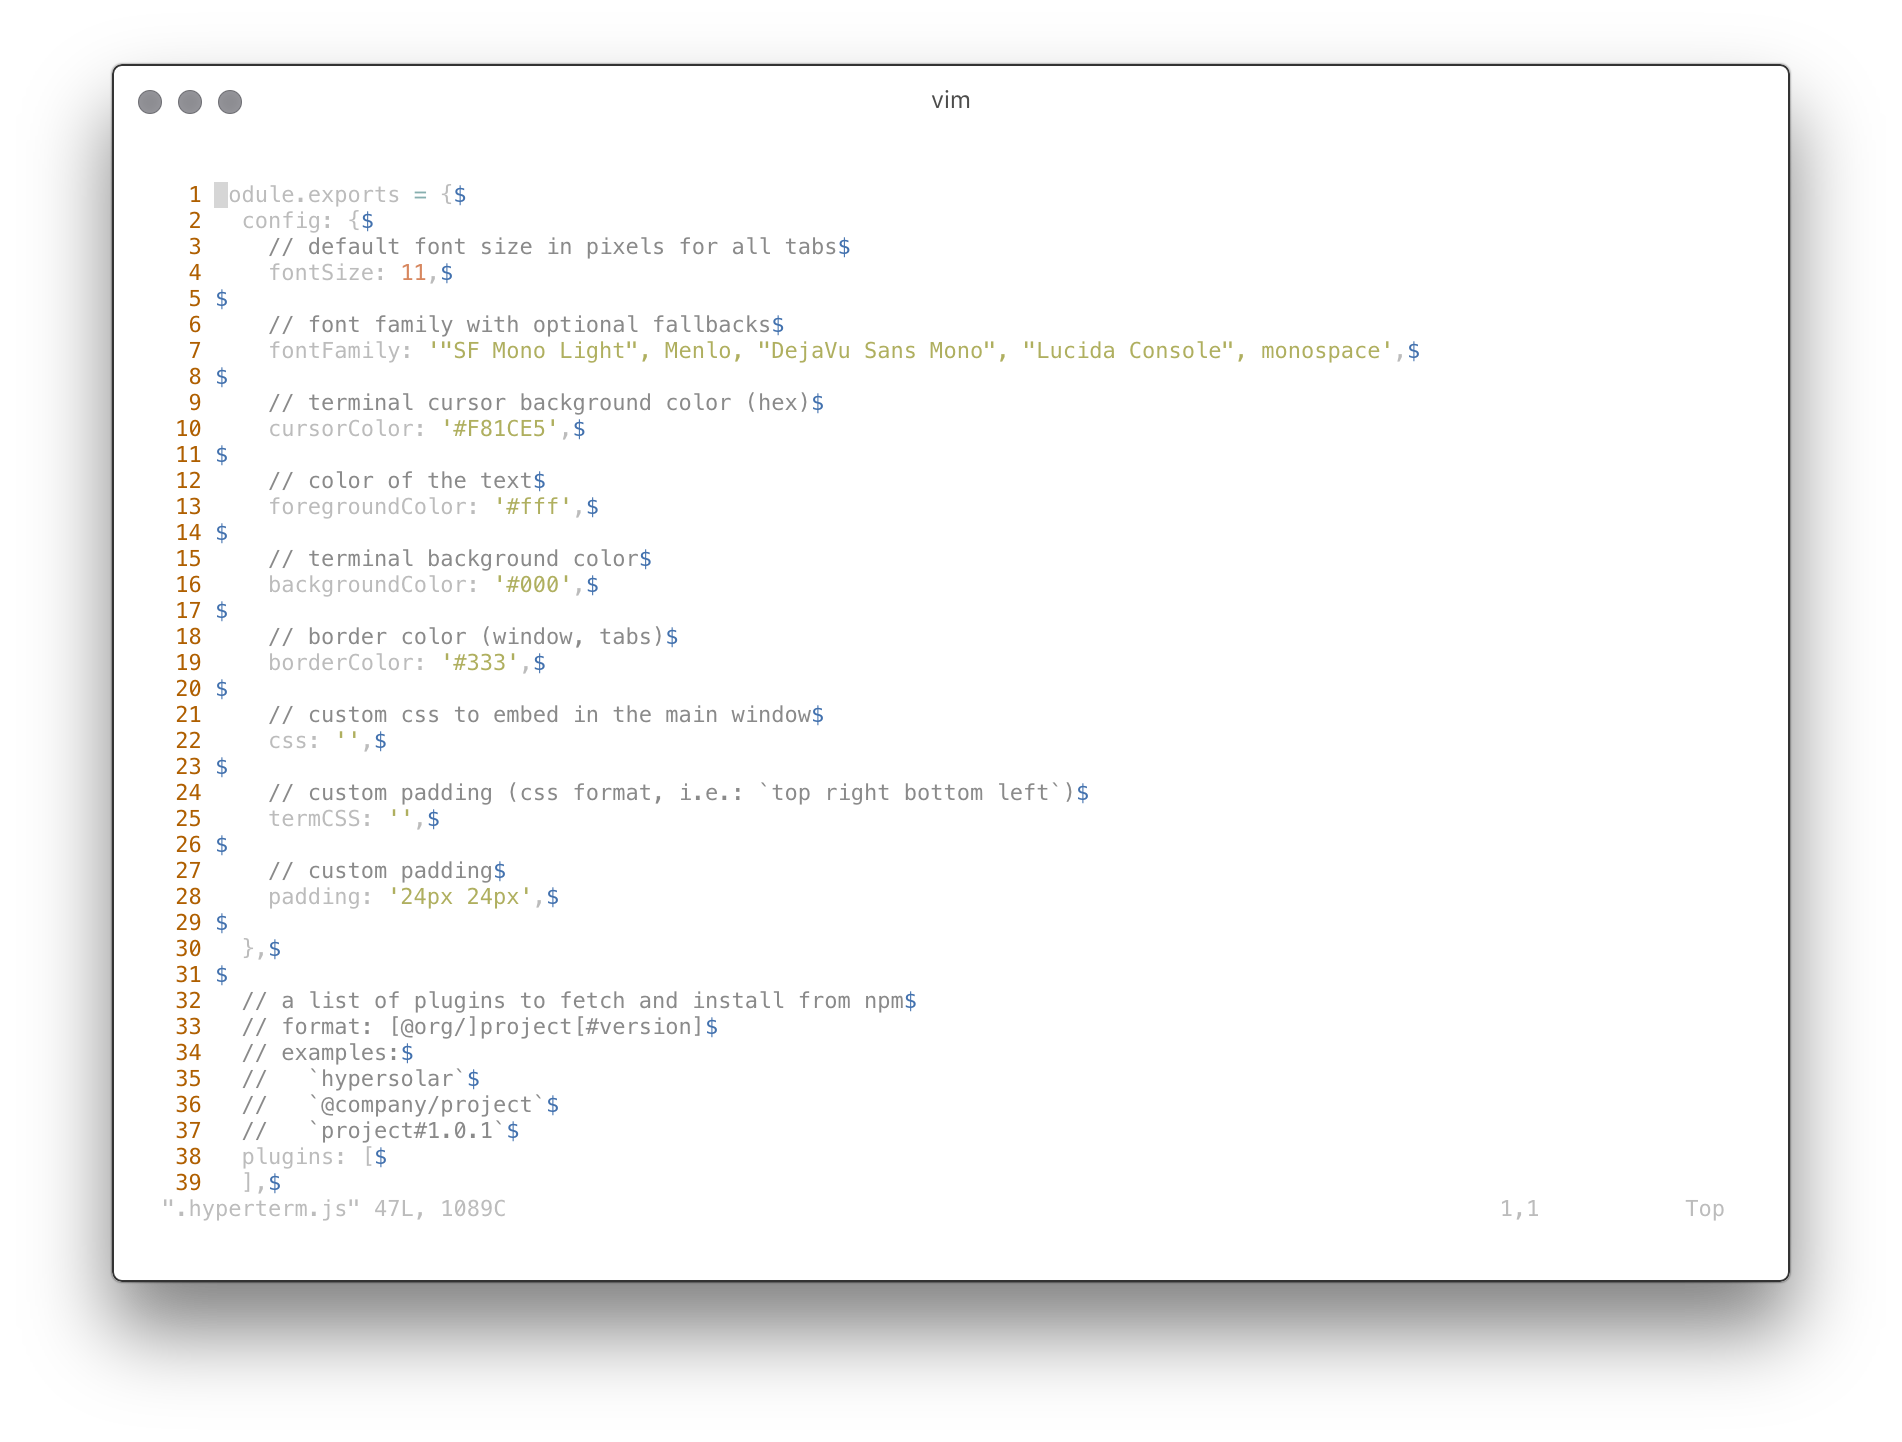 vim
1 odule.exports = {$
2   config: {$
3     // default font size in pixels for all tabs$
4     fontSize: 11,$
5 $
6     // font family with optional fallbacks$
7     fontFamily: '"SF Mono Light", Menlo, "DejaVu Sans Mono", "Lucida Console", monospace',$
8 $
9     // terminal cursor background color (hex)$
10     cursorColor: '#F81CE5',$
11 $
12     // color of the text$
13     foregroundColor: '#fff',$
14 $
15     // terminal background color$
16     backgroundColor: '#000',$
17 $
18     // border color (window, tabs)$
19     borderColor: '#333',$
20 $
21     // custom css to embed in the main window$
22     css: '',$
23 $
24     // custom padding (css format, i.e.: `top right bottom left`)$
25     termCSS: '',$
26 $
27     // custom padding$
28     padding: '24px 24px',$
29 $
30   },$
31 $
32   // a list of plugins to fetch and install from npm$
33   // format: [@org/]project[#version]$
34   // examples:$
35   //   `hypersolar`$
36   //   `@company/project`$
37   //   `project#1.0.1`$
38   plugins: [$
39   ],$
".hyperterm.js" 47L, 1089C 1,1 Top